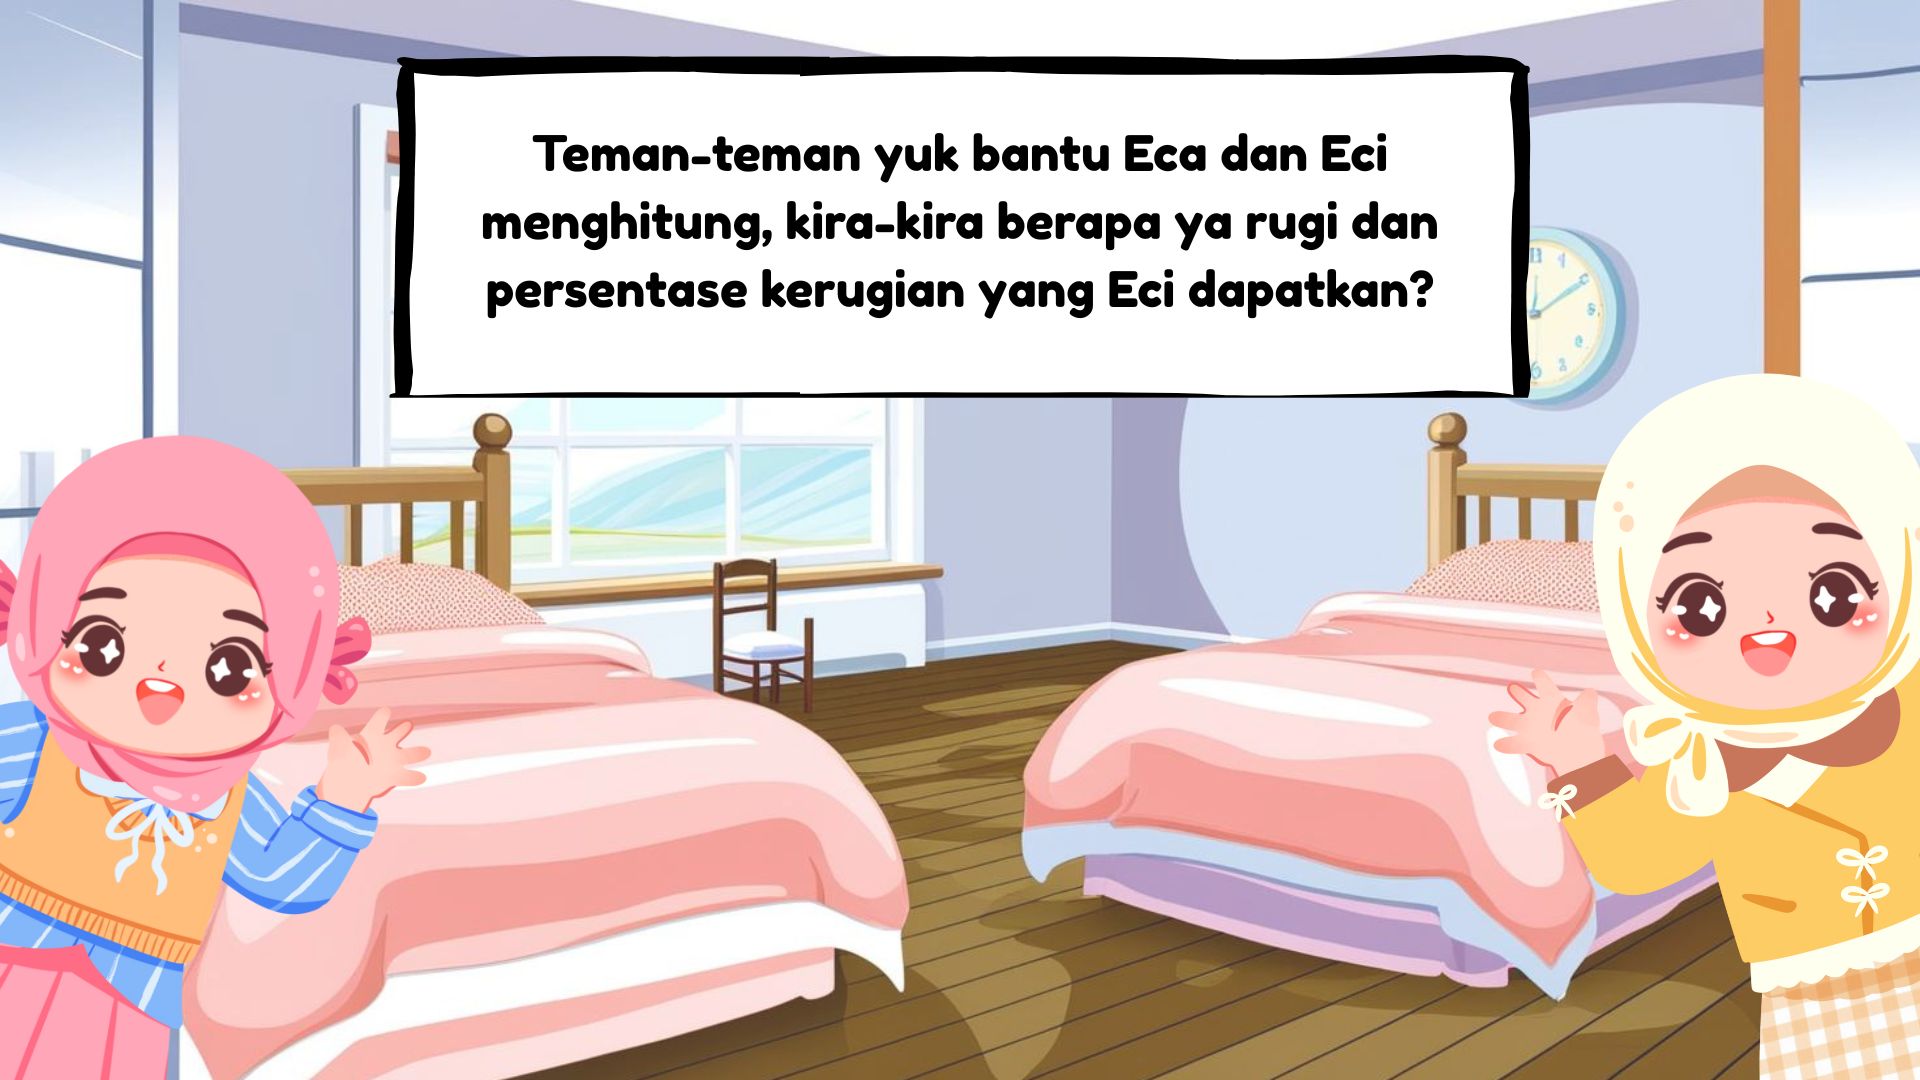 Teman-teman yuk bantu Eca dan Eci
menghitung, kira-kira berapa ya rugi dan
persentase kerugian yang Eci dapatkan?